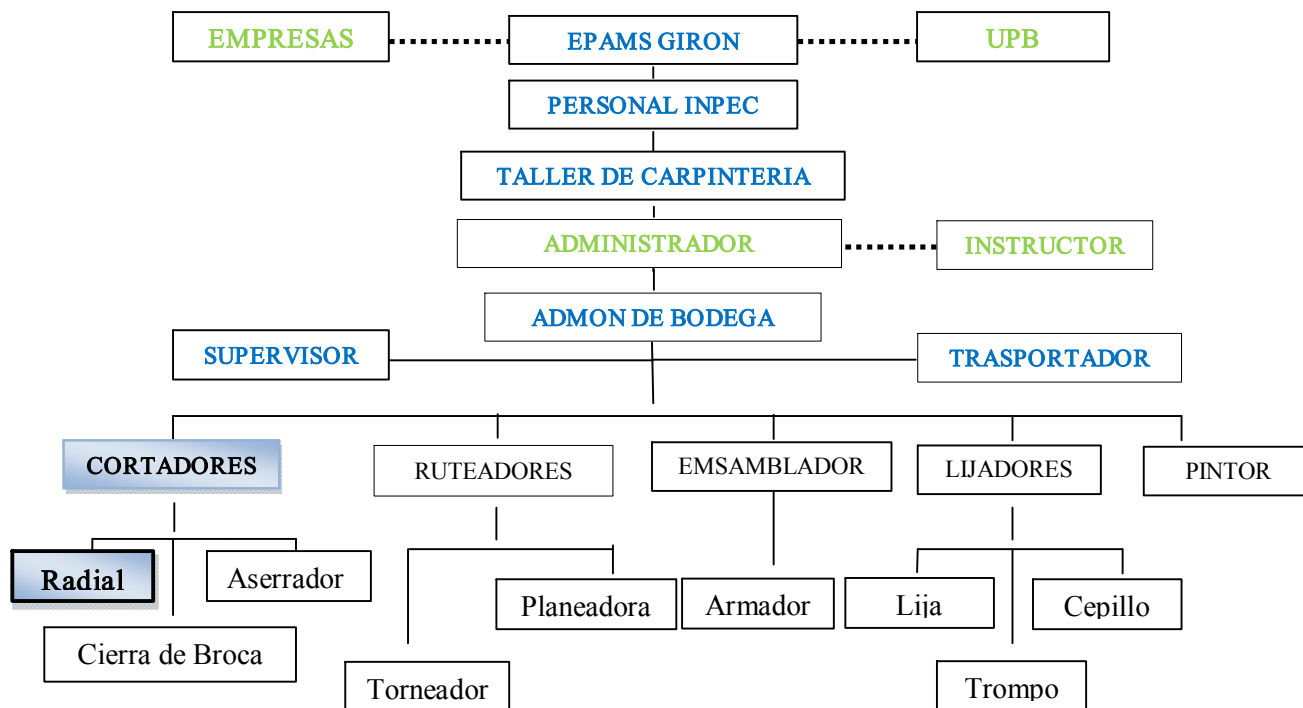 EMPRESAS
EPAMS GIRON
UPB
PERSONAL INPEC
TALLER DE CARPINTERIA
ADMINISTRADOR
INSTRUCTOR
ADMON DE BODEGA
SUPERVISOR
TRASPORTADOR
CORTADORES
RUTEADORES
EMSAMBLADOR
LIJADORES
PINTOR
Radial
Aserrador
Cierra de Broca
Planeadora
Torneador
Armador
Lija
Cepillo
Trompo